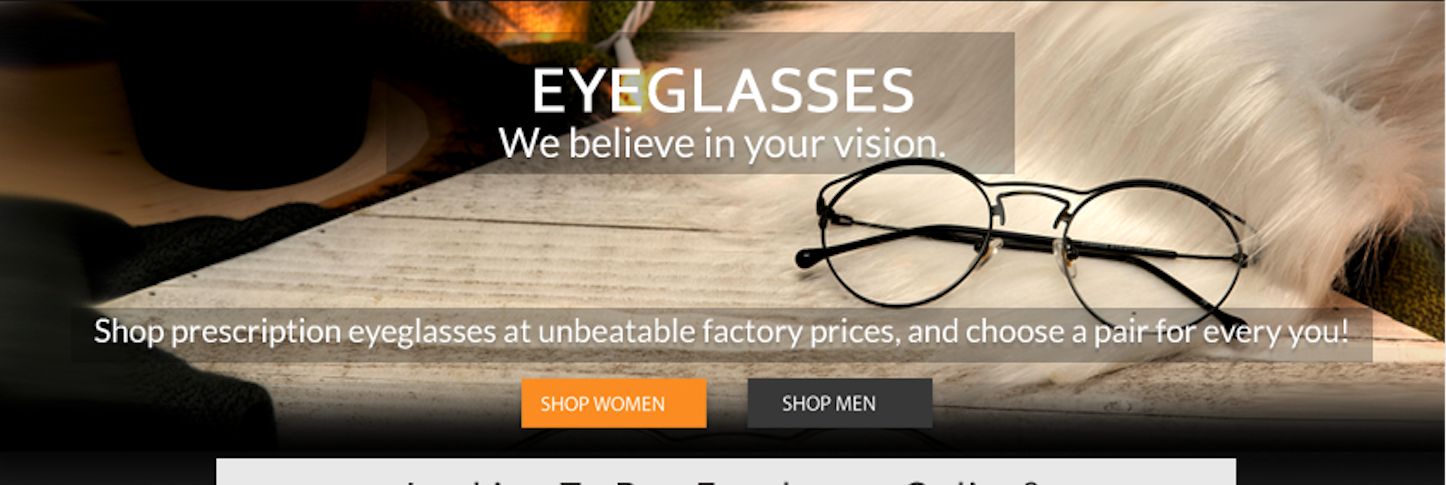 EYEGLASSES
We believe in your vision.
Shop prescription eyeglasses at unbeatable factory prices, and choose a pair for every you!
SHOP WOMEN
SHOP MEN